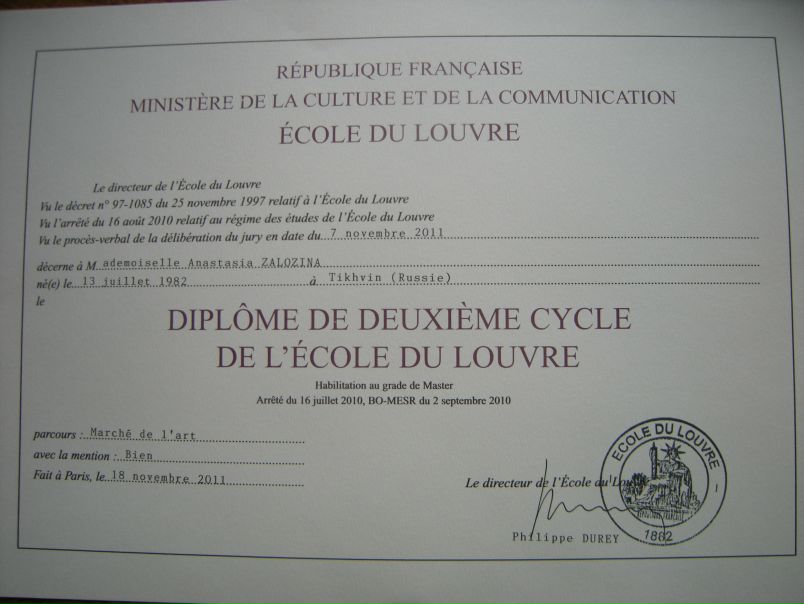 RÉPUBLIQUE FRANÇAISE
MINISTÈRE DE LA CULTURE ET DE LA COMMUNICATION
ÉCOLE DU LOUVRE
Le directeur de l'École du Louvre
Vu le décret n° 97-1085 du 25 novembre 1997 relatif à l'École du Louvre
Vu l'arrêté du 16 août 2010 relatif au régime des études de l'École du Louvre
Vu le procès-verbal de la délibération du jury en date du 7 novembre 2011
décerne à Mademoiselle Anastasia ZALOZINA
né(e) le 13 juillet 1982 à Tikhvin (Russie)
le
DIPLÔME DE DEUXIÈME CYCLE
DE L'ÉCOLE DU LOUVRE
Habilitation au grade de Master
Arrêté du 16 juillet 2010, BO-MESR du 2 septembre 2010
parcours : Marché de l'art
avec la mention : Bien
Fait à Paris, le 18 novembre 2011
Le directeur de l'École du Louvre
Philippe DUREY
ECOLE DU LOUVRE
1882